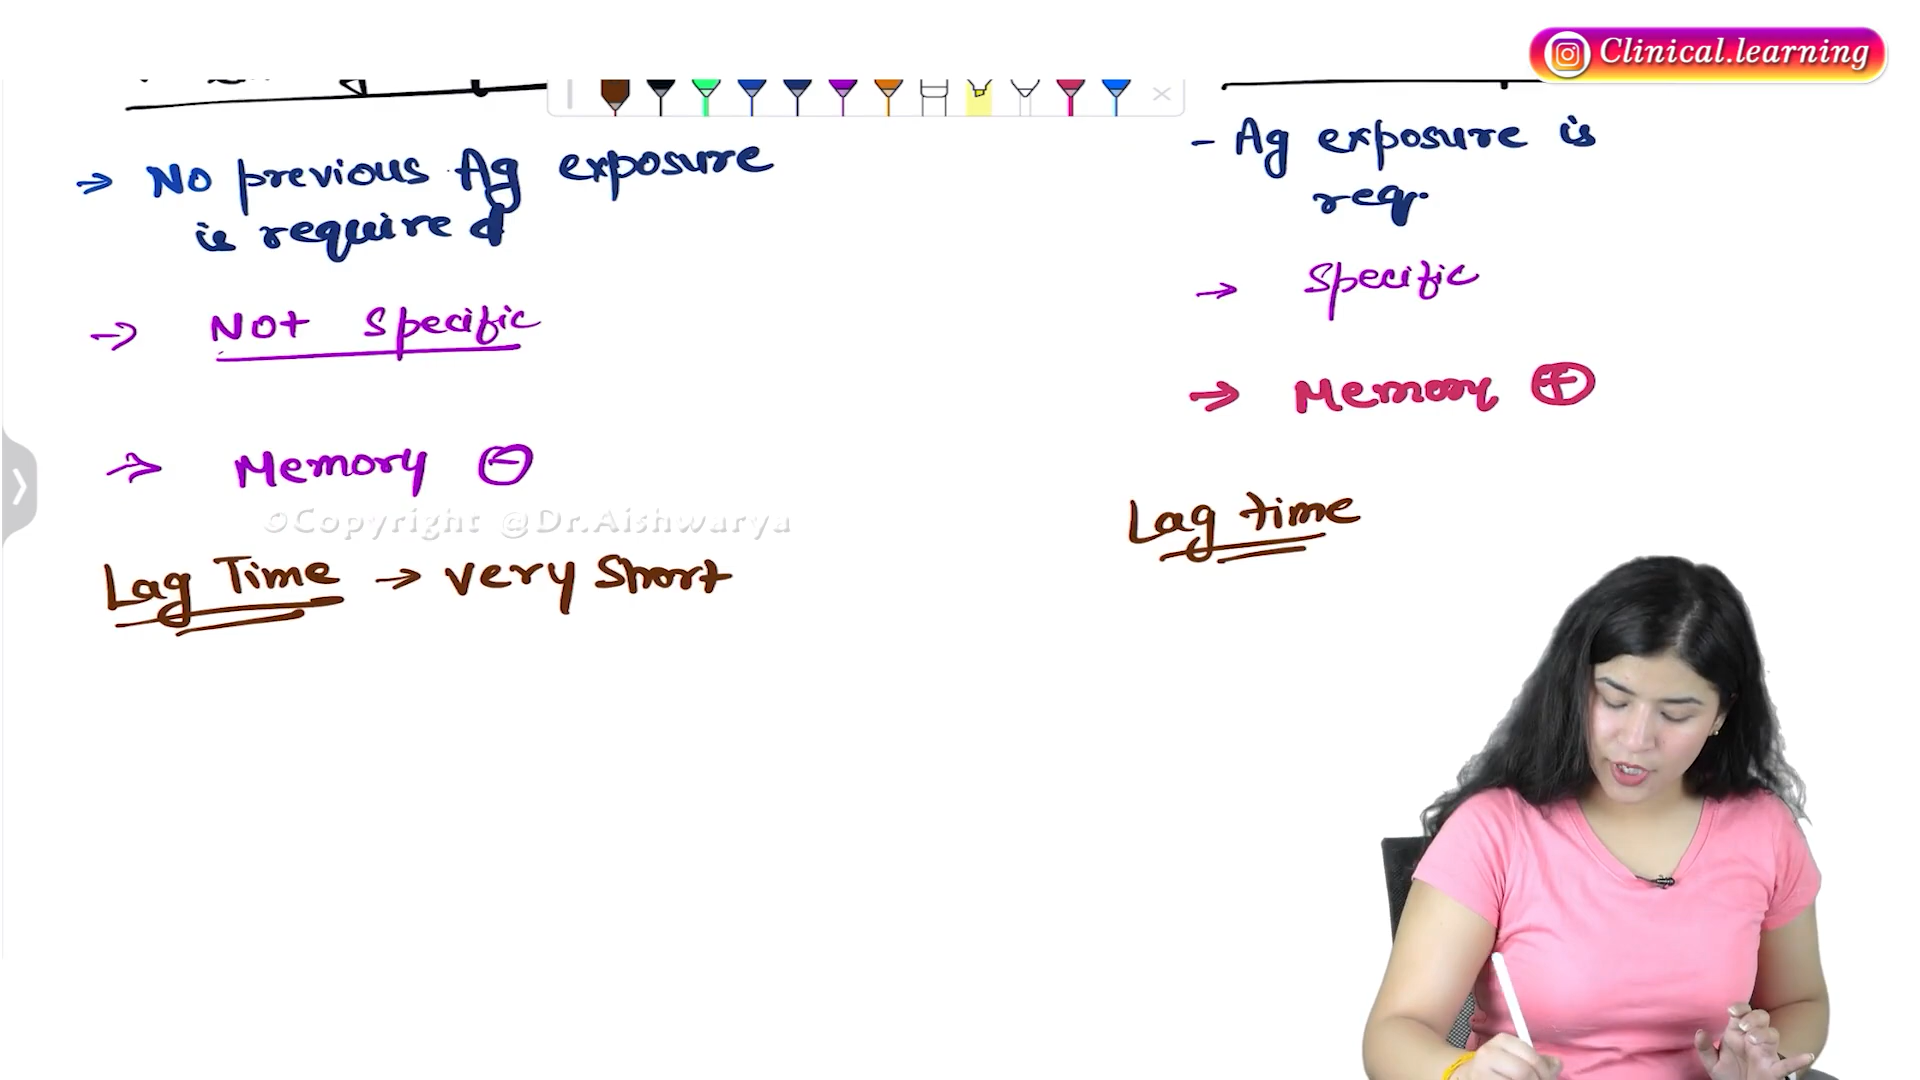 Clinical.learning
→ No previous Ag exposure
is required
→ Not Specific
→ Memory ⊖
©Copyright @Dr.Aishwarya
Lag Time → very Short
- Ag exposure is
req.
→ Specific
→ Memory ⊕
Lag time